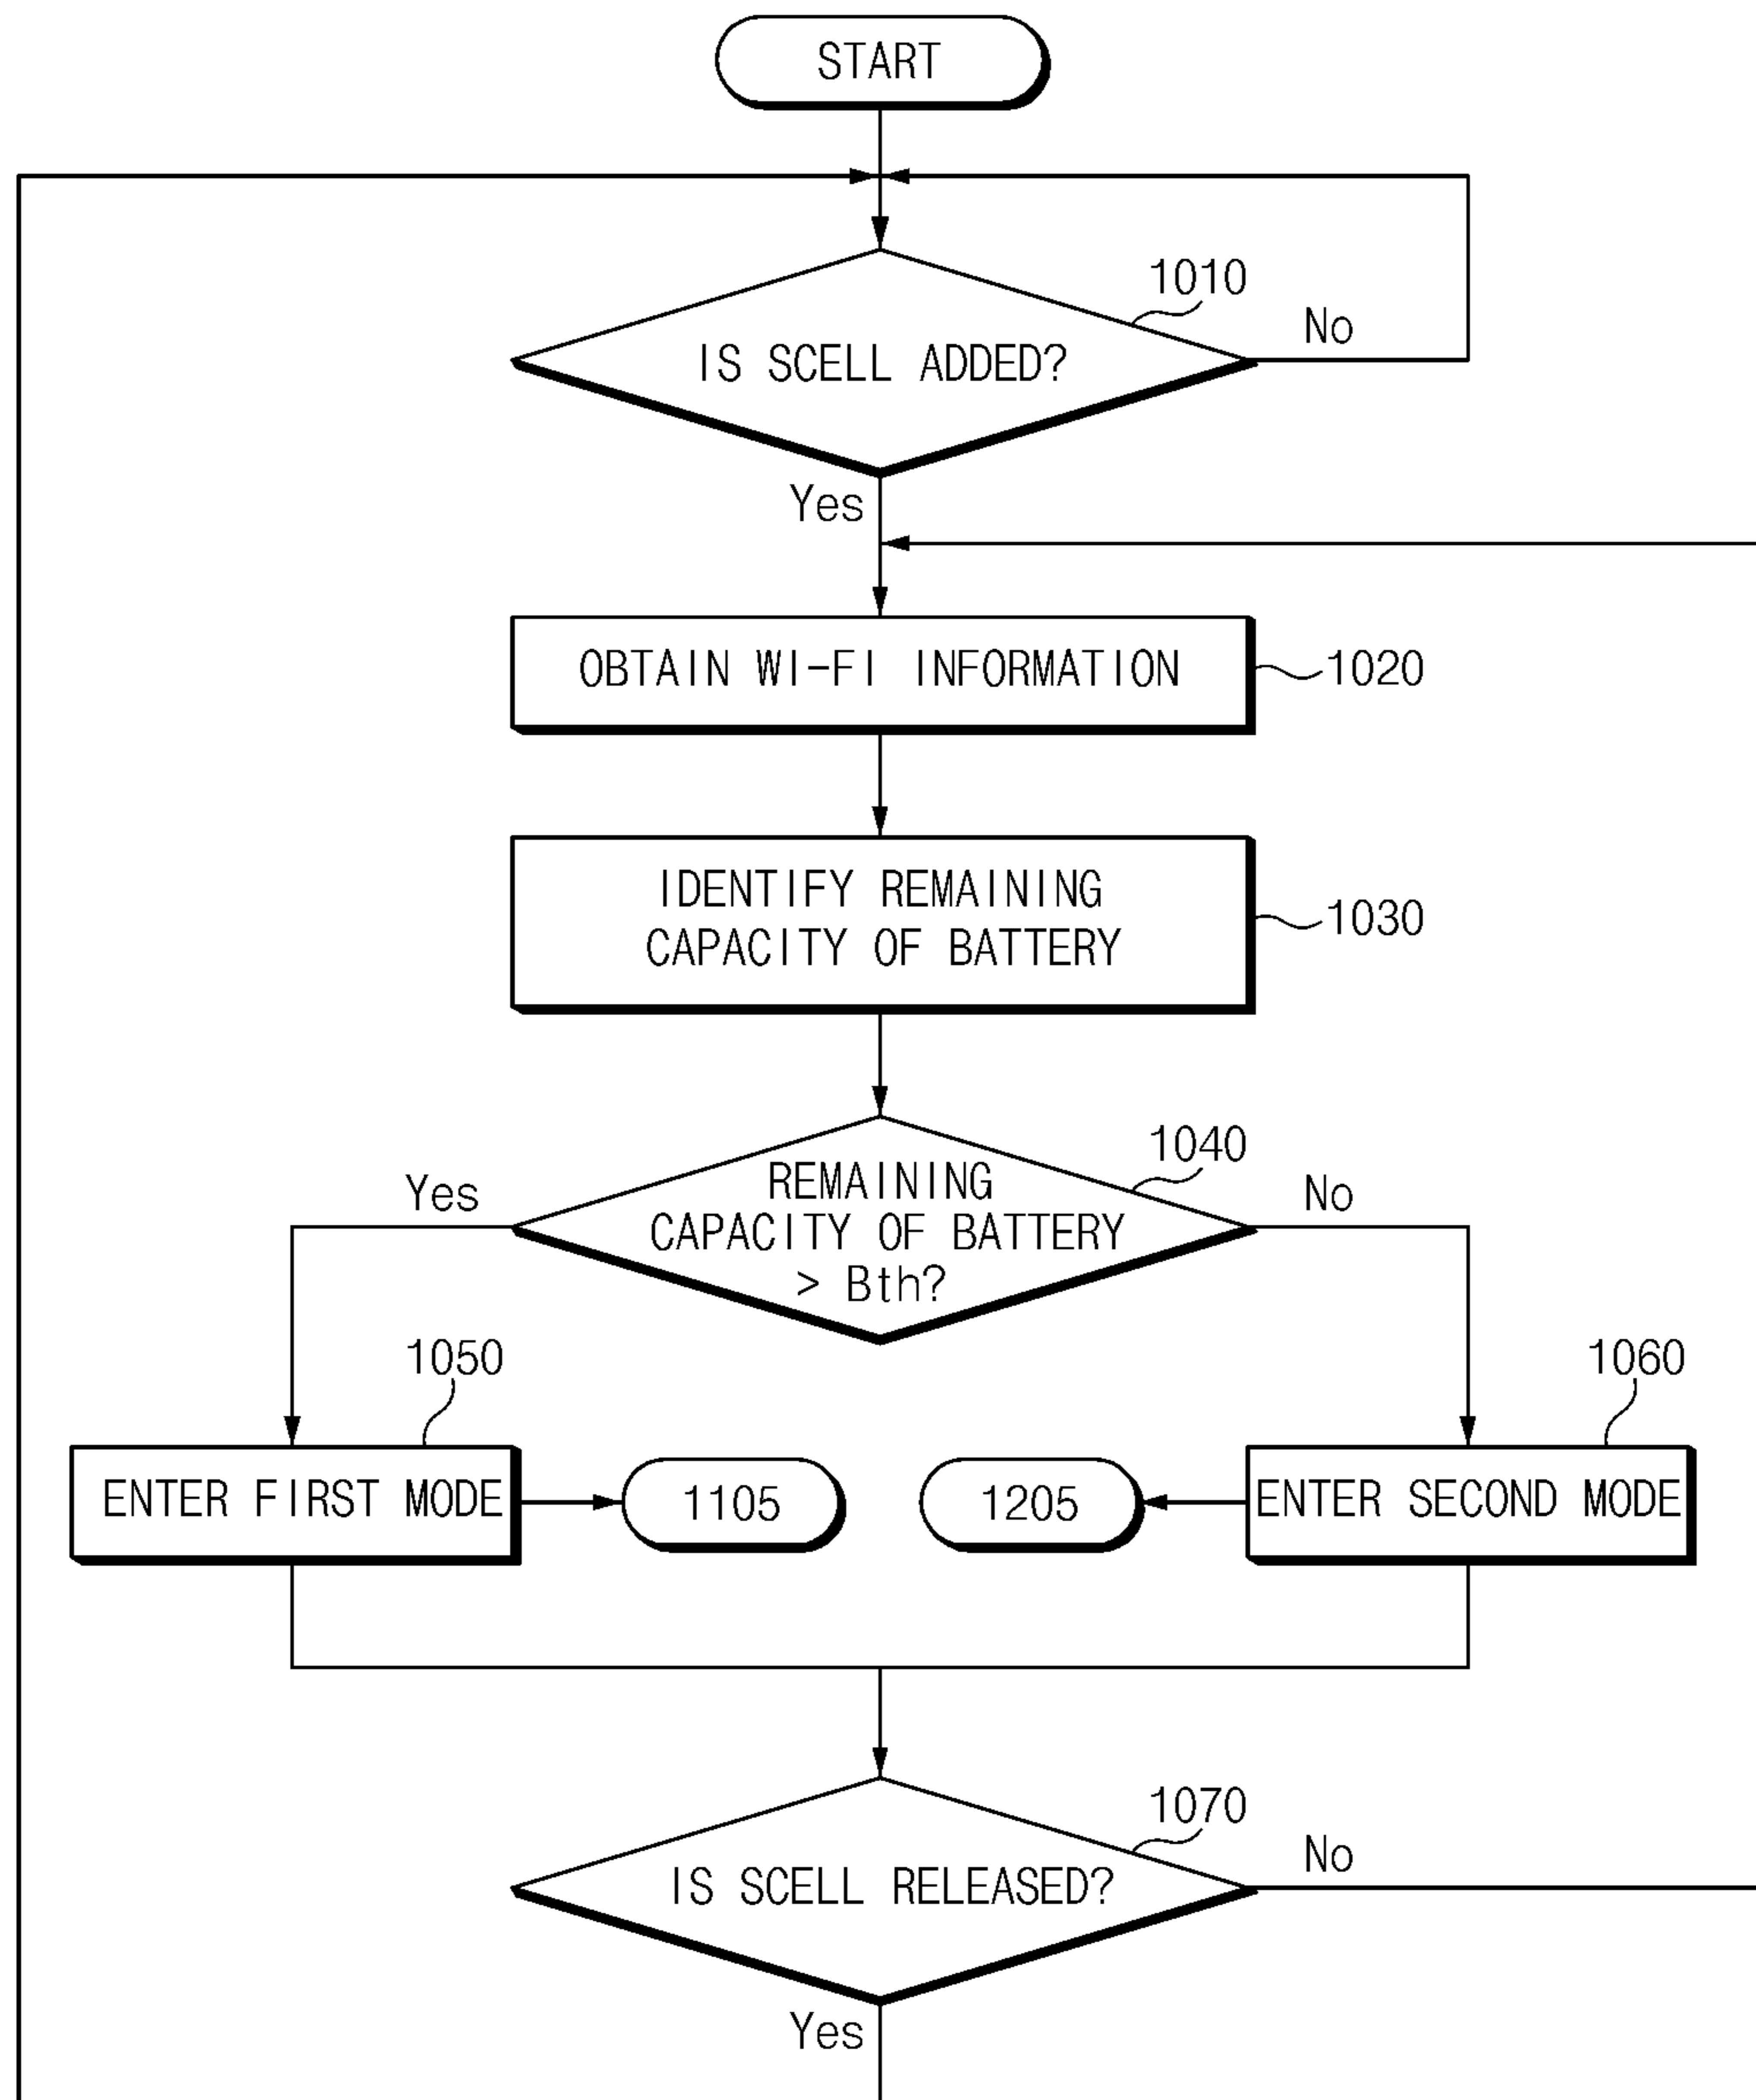 START
1010
No
IS SCELL ADDED?
Yes
OBTAIN WI-FI INFORMATION
1020
IDENTIFY REMAINING
CAPACITY OF BATTERY
1030
1040
Yes
REMAINING
CAPACITY OF BATTERY
> Bth?
No
1050
1060
ENTER FIRST MODE
1105
1205
ENTER SECOND MODE
1070
No
IS SCELL RELEASED?
Yes